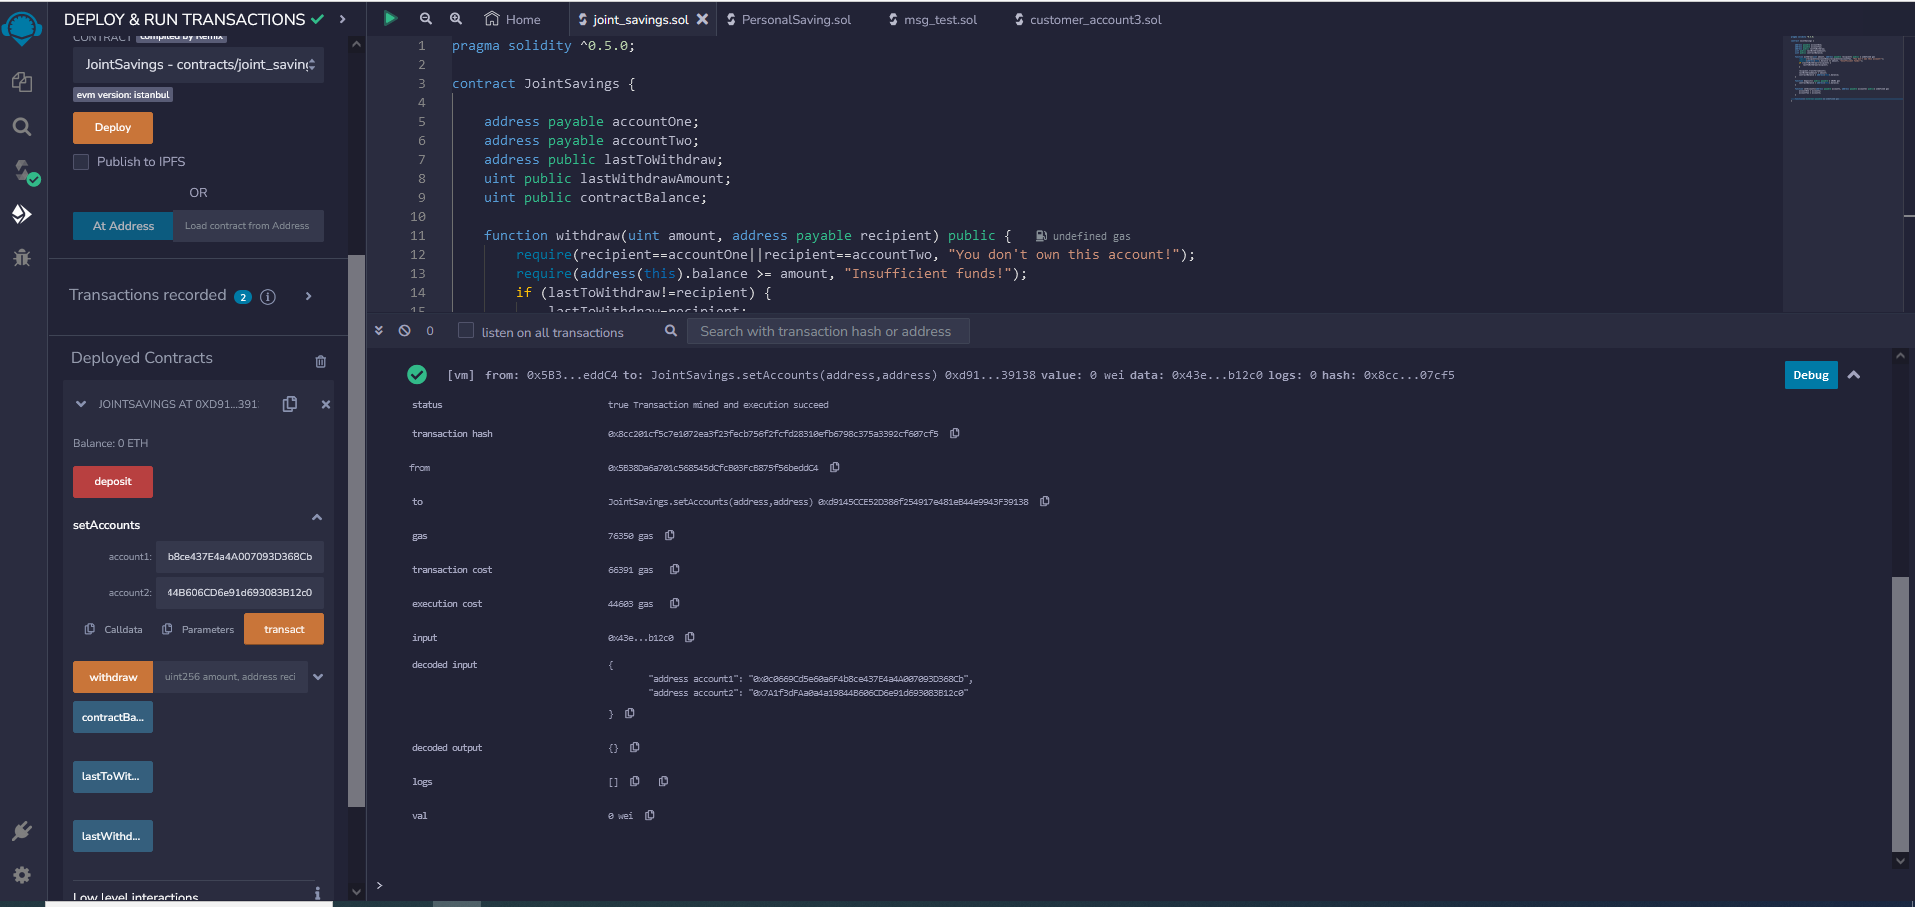 DEPLOY & RUN TRANSACTIONS
CONTRACT Compiled by Remix
JointSavings - contracts/joint_saving
evm version: istanbul
Deploy
Publish to IPFS
OR
At Address
Load contract from Address
Transactions recorded 2 i
Deployed Contracts
JOINTSAVINGS AT 0XD91...391
Balance: 0 ETH
deposit
setAccounts
account1: b8ce437E4a4A007093D368Cb
account2: 44B606CD6e91d693083B12c0
Calldata Parameters transact
withdraw uint256 amount, address reci
contractBa...
lastToWit...
lastWithd...
Low level interactions i
Home joint_savings.sol PersonalSaving.sol msg_test.sol customer_account3.sol
1 pragma solidity ^0.5.0;
2
3 contract JointSavings {
4
5 address payable accountOne;
6 address payable accountTwo;
7 address public lastToWithdraw;
8 uint public lastWithdrawAmount;
9 uint public contractBalance;
10
11 function withdraw(uint amount, address payable recipient) public { undefined gas
12 require(recipient==accountOne||recipient==accountTwo, "You don't own this account!");
13 require(address(this).balance >= amount, "Insufficient funds!");
14 if (lastToWithdraw!=recipient) {
15 lastToWithdraw=recipient;
0 listen on all transactions Search with transaction hash or address
[vm] from: 0x5B3...eddC4 to: JointSavings.setAccounts(address,address) 0xd91...39138 value: 0 wei data: 0x43e...b12c0 logs: 0 hash: 0x8cc...07cf5
Debug
status true Transaction mined and execution succeed
transaction hash 0x8cc201cf5c7e1072ea3f23fecb756f2fcfd28310efb6798c375a3392cf607cf5
from 0x5B38Da6a701c568545dCfcB03FcB875f56beddC4
to JointSavings.setAccounts(address,address) 0xd9145CCE52D386f254917e481eB44e9943F39138
gas 76350 gas
transaction cost 66391 gas
execution cost 44603 gas
input 0x43e...b12c0
decoded input {
"address account1": "0x0c0669Cd5e60a6F4b8ce437E4a4A007093D368Cb",
"address account2": "0x7A1f3dFAa0a4a19844B606CD6e91d693083B12c0"
}
decoded output {}
logs []
val 0 wei
>